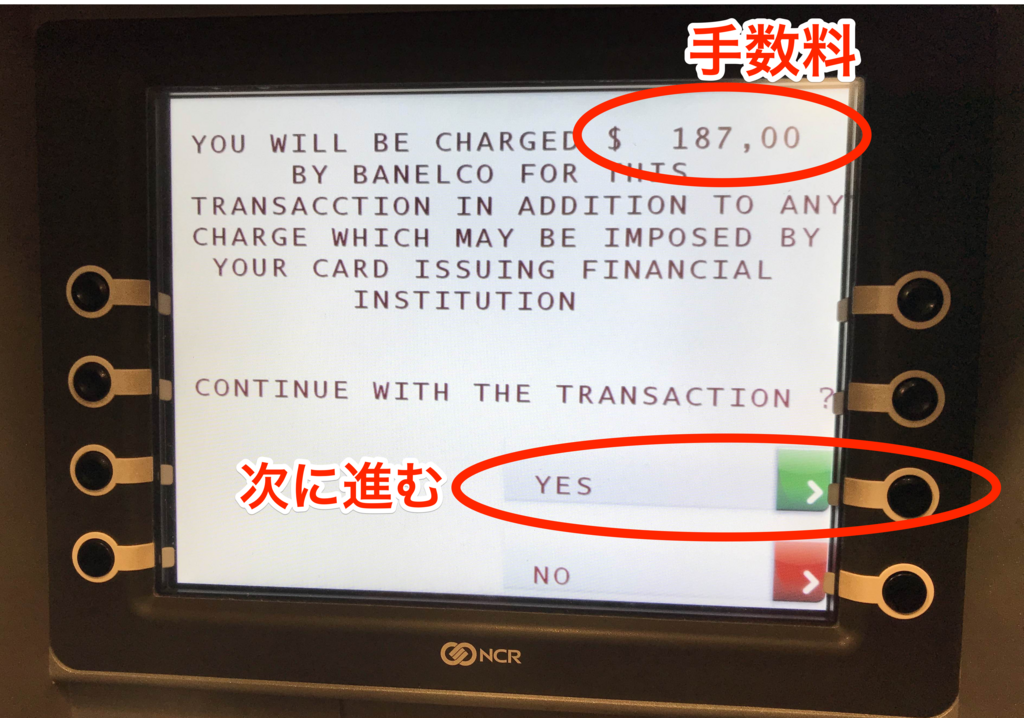 手数料
YOU WILL BE CHARGED $ 187,00
BY BANELCO FOR THIS
TRANSACCTION IN ADDITION TO ANY
CHARGE WHICH MAY BE IMPOSED BY
YOUR CARD ISSUING FINANCIAL
INSTITUTION
CONTINUE WITH THE TRANSACTION ?
次に進む
YES
NO
NCR